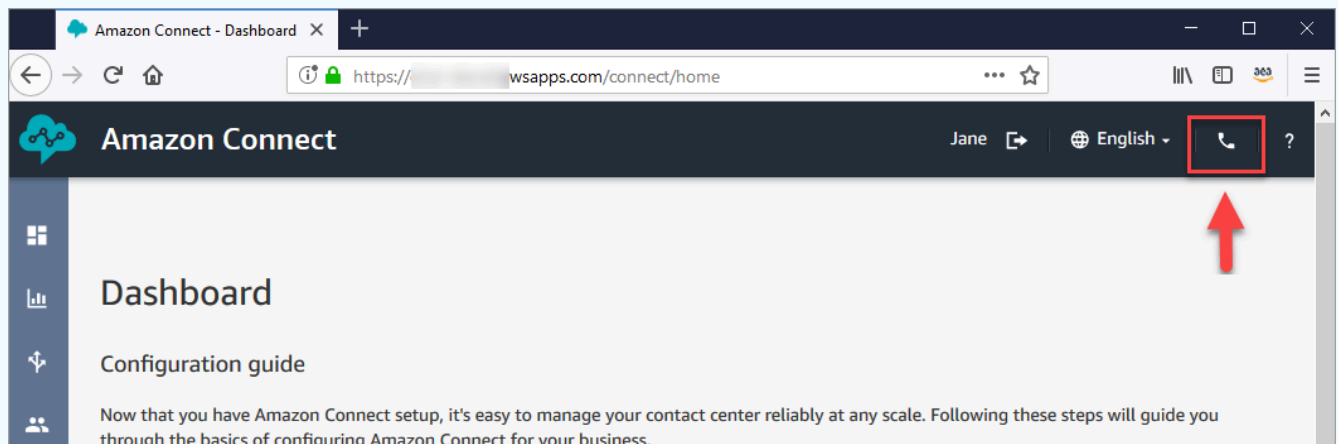 Amazon Connect - Dashboard
https:// wsapps.com/connect/home
Amazon Connect
Jane
English
?
Dashboard
Configuration guide
Now that you have Amazon Connect setup, it's easy to manage your contact center reliably at any scale. Following these steps will guide you
through the basics of configuring Amazon Connect for your business.